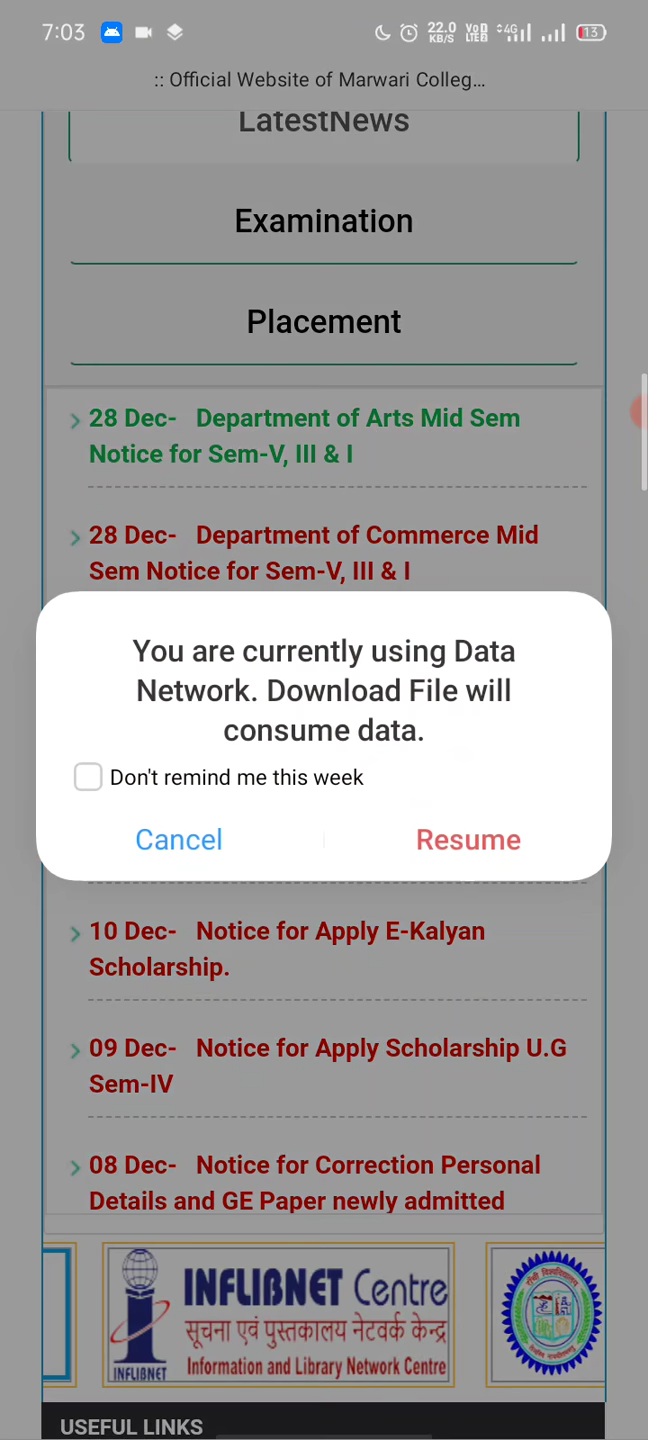 7:03
22.0
KB/S
VoD
LTE
4G
13
:: Official Website of Marwari Colleg...
LatestNews
Examination
Placement
28 Dec- Department of Arts Mid Sem
Notice for Sem-V, III & I
28 Dec- Department of Commerce Mid
Sem Notice for Sem-V, III & I
You are currently using Data
Network. Download File will
consume data.
Don't remind me this week
Cancel
Resume
10 Dec- Notice for Apply E-Kalyan
Scholarship.
09 Dec- Notice for Apply Scholarship U.G
Sem-IV
08 Dec- Notice for Correction Personal
Details and GE Paper newly admitted
INFLIBNET Centre
सूचना एवं पुस्तकालय नेटवर्क केन्द्र
Information and Library Network Centre
INFLIBNET
USEFUL LINKS